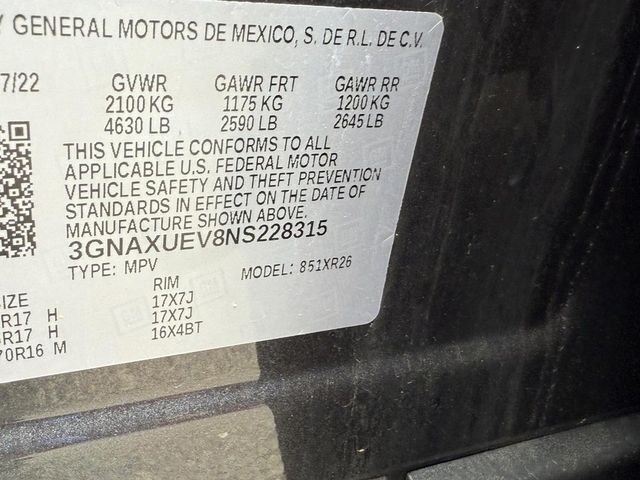 Y GENERAL MOTORS DE MEXICO, S. DE R.L. DE C.V.
7/22 GVWR GAWR FRT GAWR RR
2100 KG 1175 KG 1200 KG
4630 LB 2590 LB 2645 LB
THIS VEHICLE CONFORMS TO ALL
APPLICABLE U.S. FEDERAL MOTOR
VEHICLE SAFETY AND THEFT PREVENTION
STANDARDS IN EFFECT ON THE DATE OF
MANUFACTURE SHOWN ABOVE.
3GNAXUEV8NS228315
TYPE: MPV MODEL: 851XR26
SIZE RIM
R17 H 17X7J
R17 H 17X7J
70R16 M 16X4BT